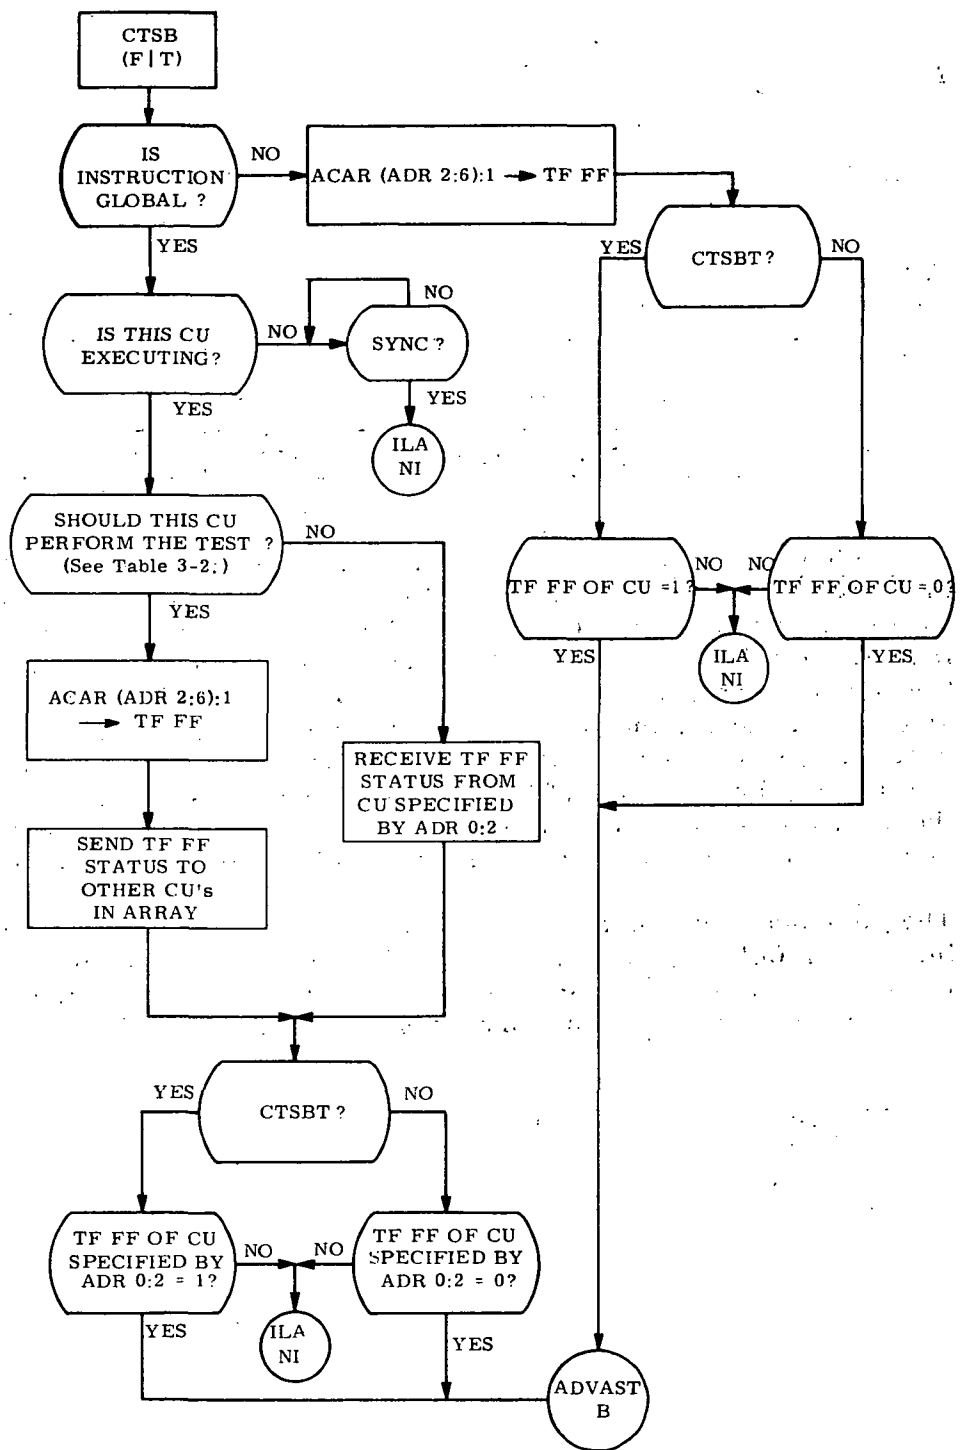 CTSB
(F | T)
IS
INSTRUCTION
GLOBAL ?
NO
ACAR (ADR 2:6):1 → TF FF
YES
CTSBT ?
YES
NO
IS THIS CU
EXECUTING?
NO
SYNC ?
NO
YES
ILA
NI
YES
SHOULD THIS CU
PERFORM THE TEST ?
(See Table 3-2.)
NO
YES
TF FF OF CU =1 ?
NO
NO
TF FF OF CU = 0?
YES
ILA
NI
YES
ACAR (ADR 2:6):1
→ TF FF
RECEIVE TF FF
STATUS FROM
CU SPECIFIED
BY ADR 0:2
SEND TF FF
STATUS TO
OTHER CU's
IN ARRAY
YES
CTSBT ?
NO
TF FF OF CU
SPECIFIED BY
ADR 0:2 = 1?
NO
NO
TF FF OF CU
SPECIFIED BY
ADR 0:2 = 0?
YES
ILA
NI
YES
ADVAST
B